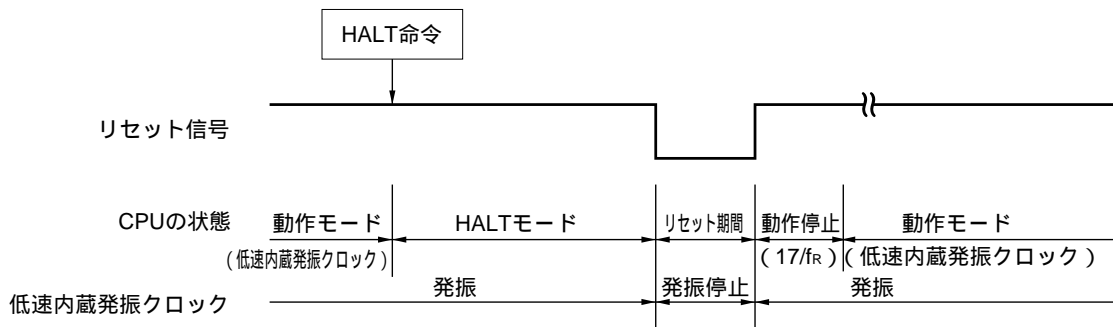 HALT命令
リセット信号
CPUの状態
動作モード
HALTモード
リセット期間
動作停止
動作モード
(低速内蔵発振クロック)
(17/fR)
(低速内蔵発振クロック)
低速内蔵発振クロック
発振
発振停止
発振